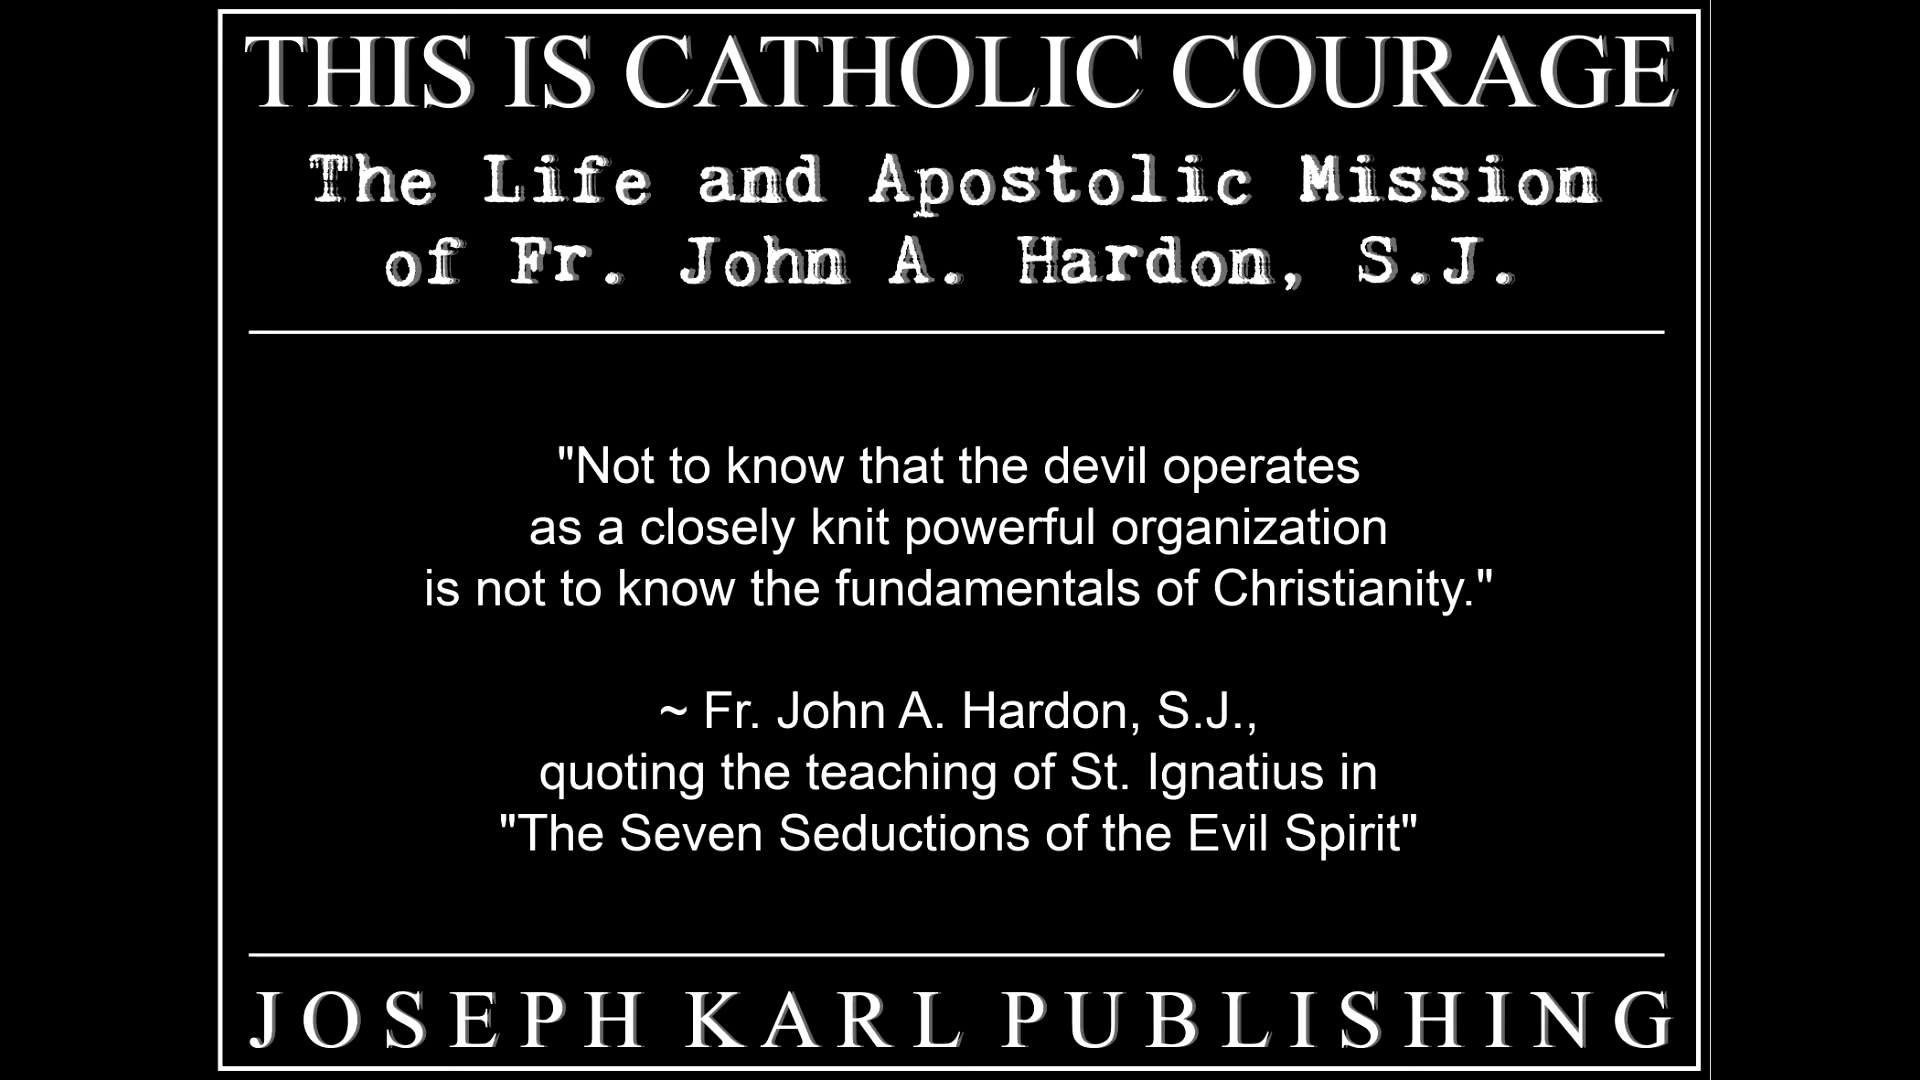 THIS IS CATHOLIC COURAGE
The Life and Apostolic Mission
of Fr. John A. Hardon, S.J.
"Not to know that the devil operates
as a closely knit powerful organization
is not to know the fundamentals of Christianity."
~ Fr. John A. Hardon, S.J.,
quoting the teaching of St. Ignatius in
"The Seven Seductions of the Evil Spirit"
JOSEPH KARL PUBLISHING